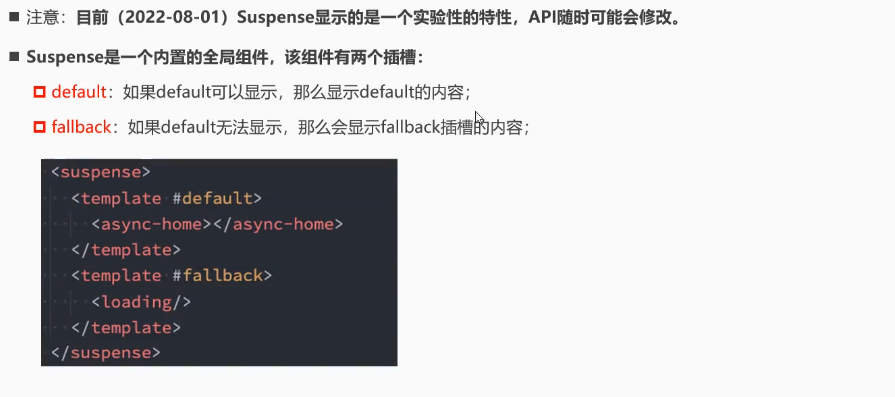 注意：目前（2022-08-01）Suspense显示的是一个实验性的特性，API随时可能会修改。
Suspense是一个内置的全局组件，该组件有两个插槽：
default：如果default可以显示，那么显示default的内容；
fallback：如果default无法显示，那么会显示fallback插槽的内容；
<suspense>
<template #default>
<async-home></async-home>
</template>
<template #fallback>
<loading/>
</template>
</suspense>